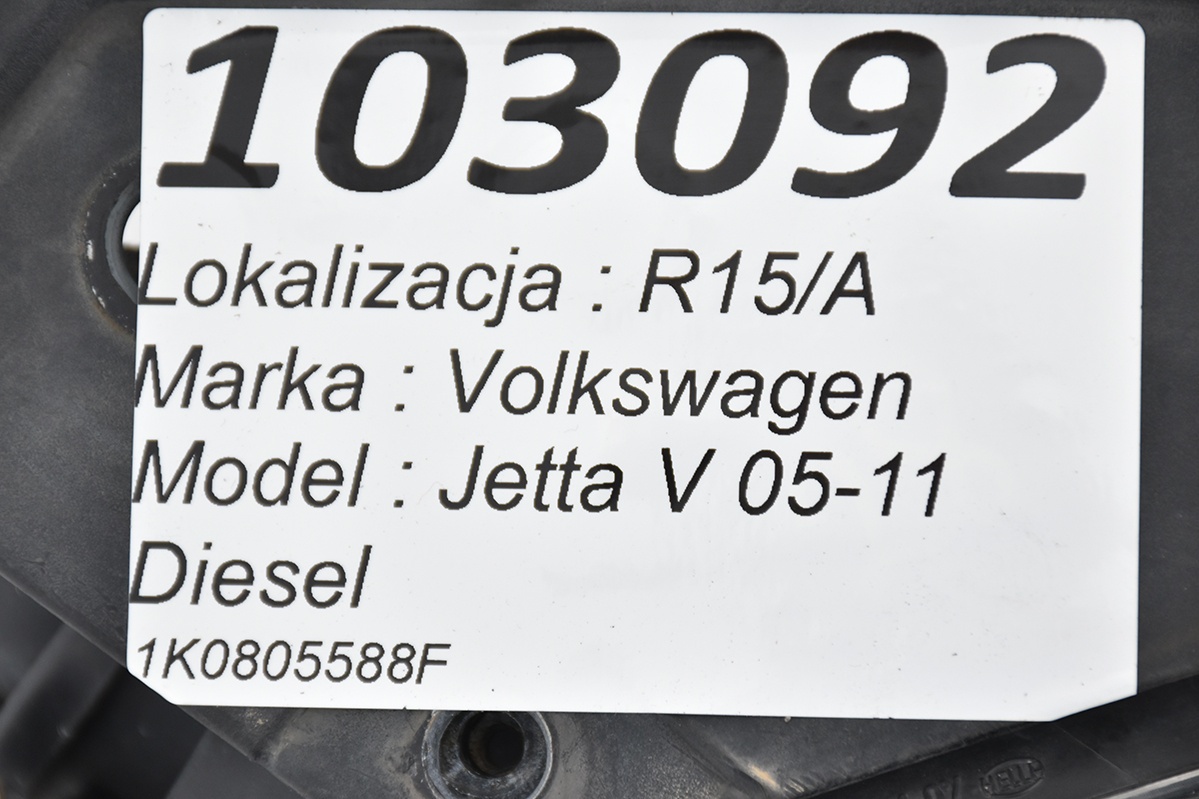 103092
Lokalizacja : R15/A
Marka : Volkswagen
Model : Jetta V 05-11
Diesel
1K0805588F